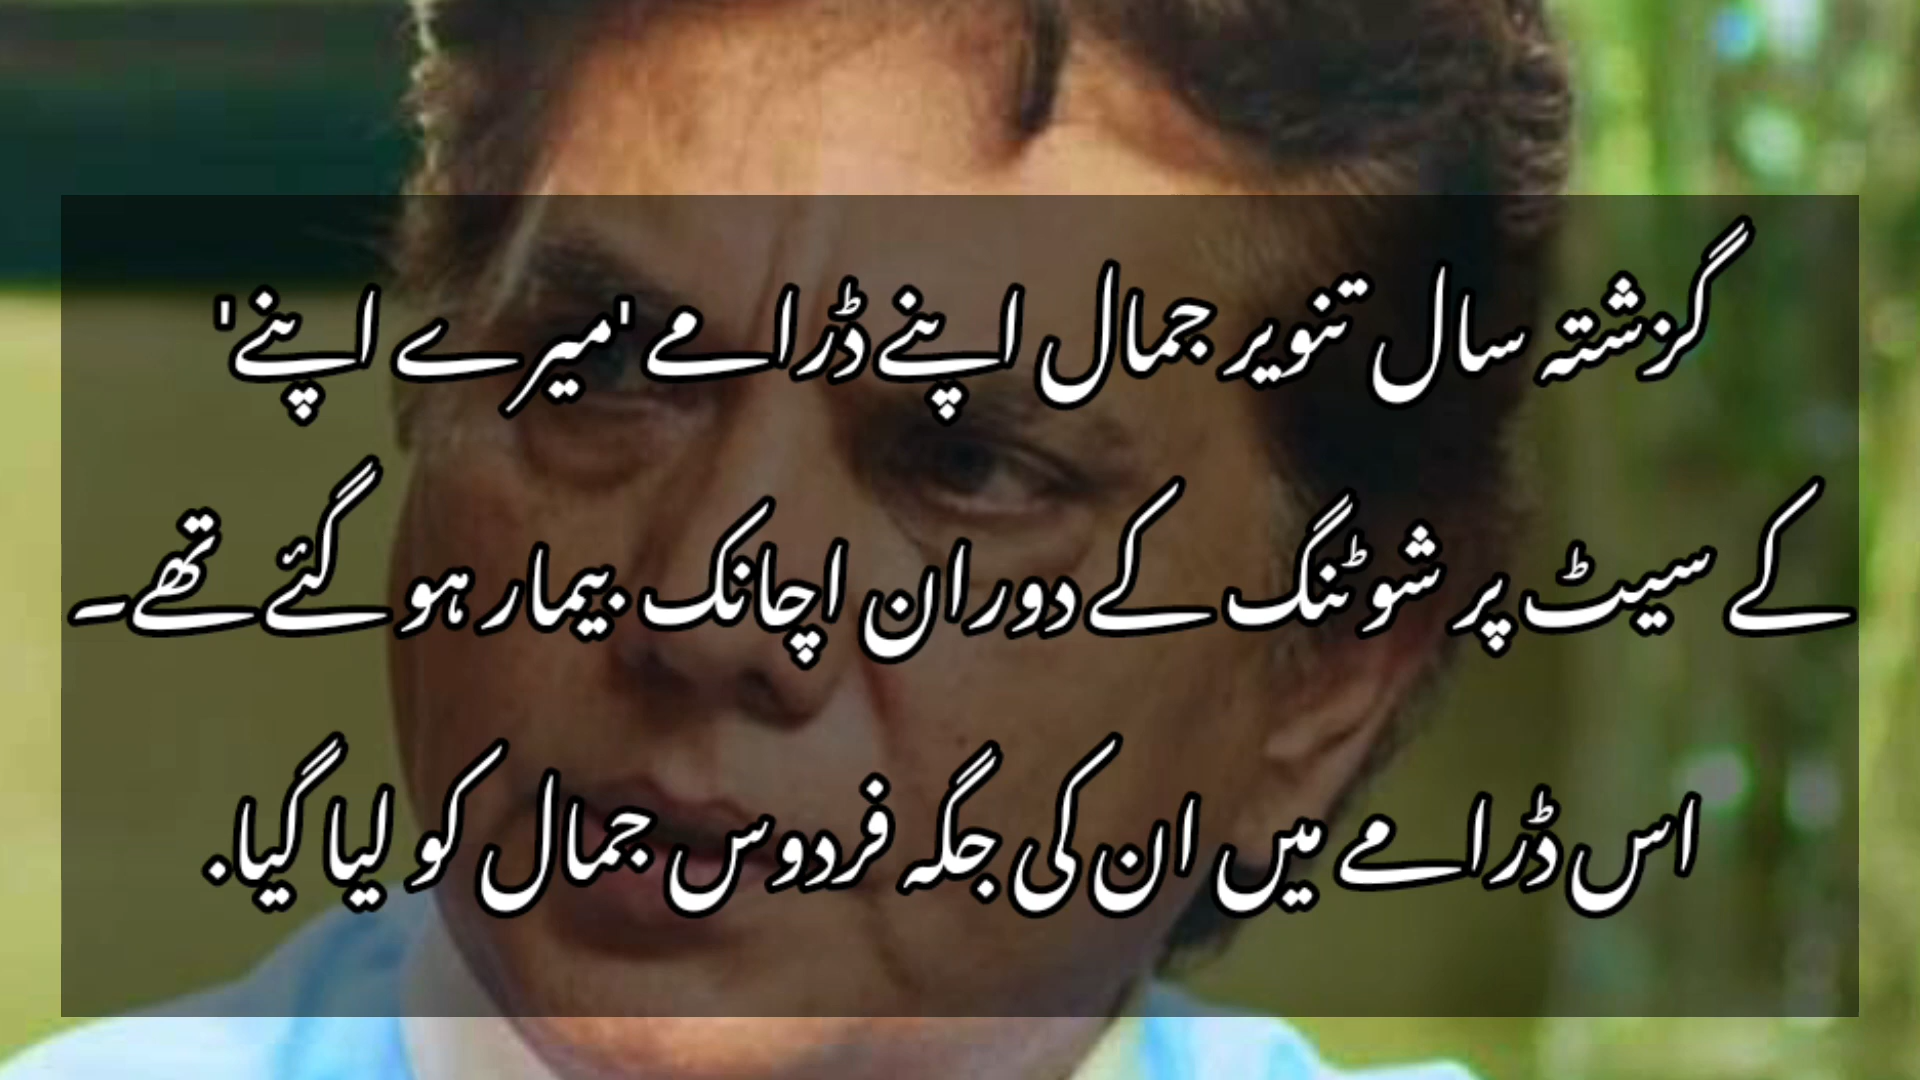 گزشتہ سال تنویر جمال اپنے ڈرامے 'میرے اپنے'
کے سیٹ پر شوٹنگ کے دوران اچانک بیمار ہو گئے تھے۔
اس ڈرامے میں ان کی جگہ فردوس جمال کو لیا گیا.